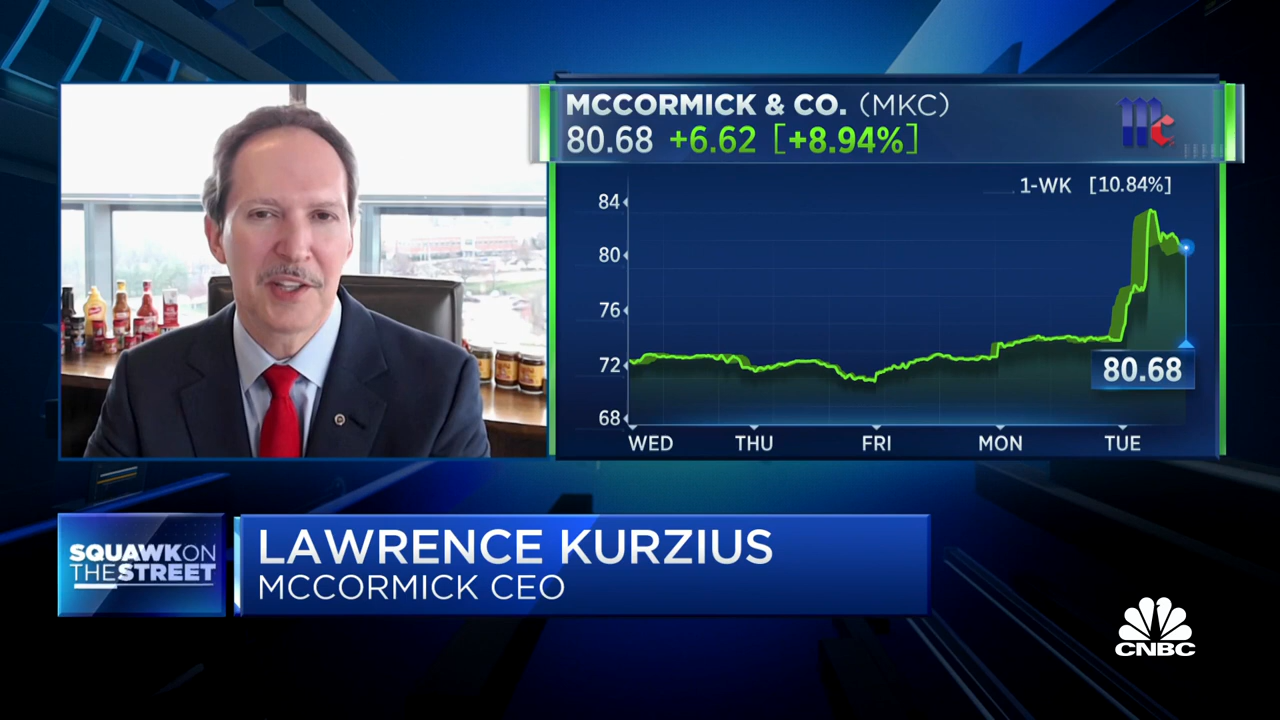 MCCORMICK & CO. (MKC)
80.68 +6.62 [+8.94%]
1-WK [10.84%]
84
80
76
72
68
80.68
WED THU FRI MON TUE
SQUAWK ON
THE STREET
LAWRENCE KURZIUS
MCCORMICK CEO
CNBC